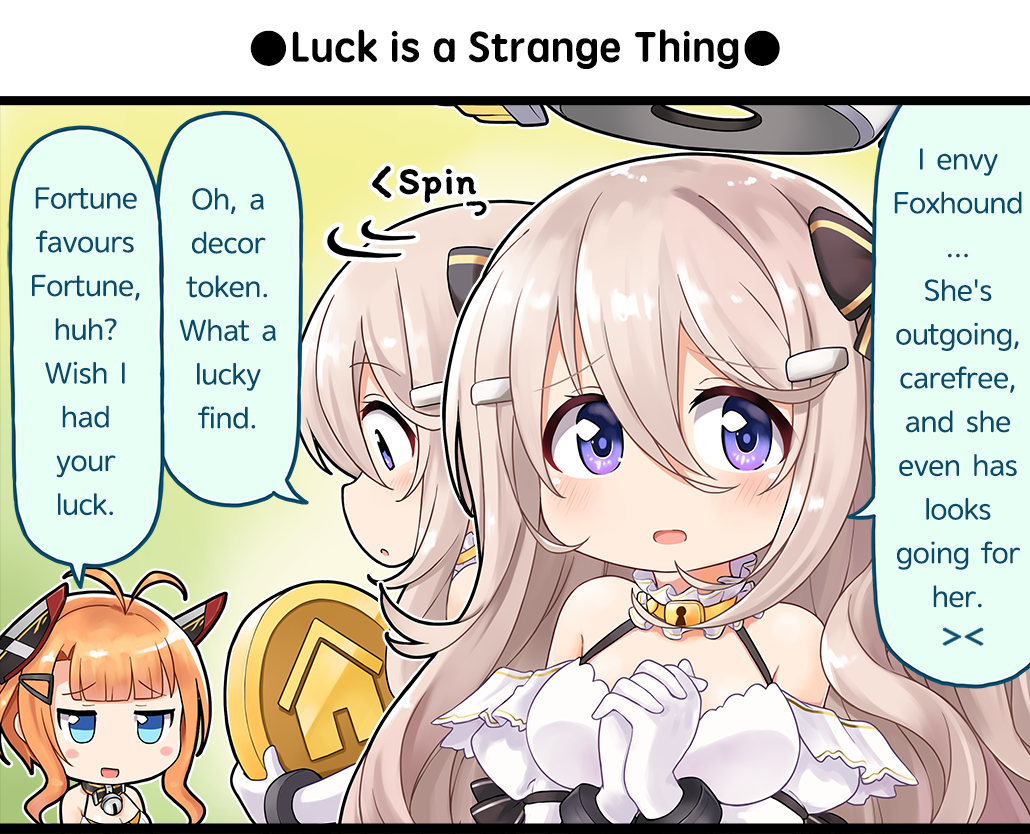 ●Luck is a Strange Thing●
I envy
Foxhound
...
She's
outgoing,
carefree,
and she
even has
looks
going for
her.
><
<Spin
Oh, a
decor
token.
What a
lucky
find.
Fortune
favours
Fortune,
huh?
Wish I
had
your
luck.